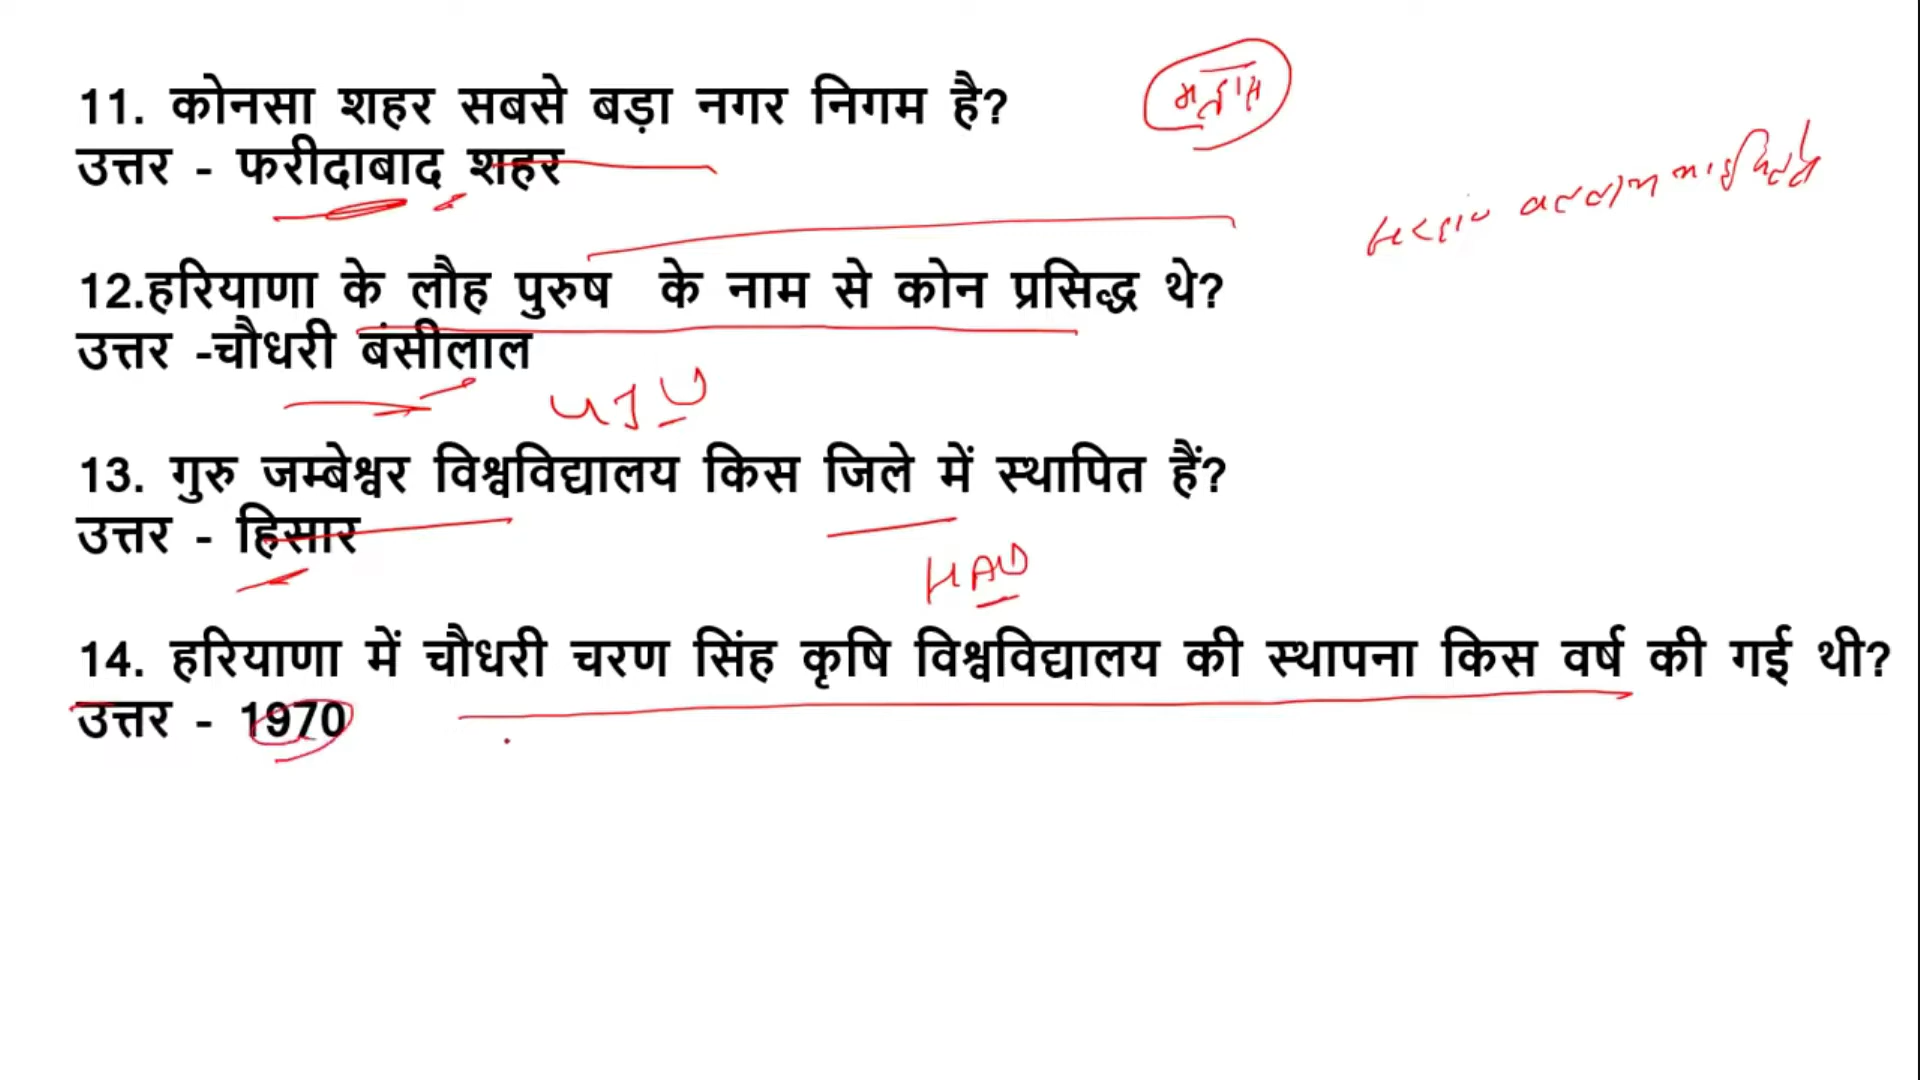 11. कोनसा शहर सबसे बड़ा नगर निगम है?
उत्तर - फरीदाबाद शहर
12.हरियाणा के लौह पुरुष के नाम से कोन प्रसिद्ध थे?
उत्तर -चौधरी बंसीलाल
13. गुरु जम्बेश्वर विश्वविद्यालय किस जिले में स्थापित हैं?
उत्तर - हिसार
HAU
14. हरियाणा में चौधरी चरण सिंह कृषि विश्वविद्यालय की स्थापना किस वर्ष की गई थी?
उत्तर - 1970